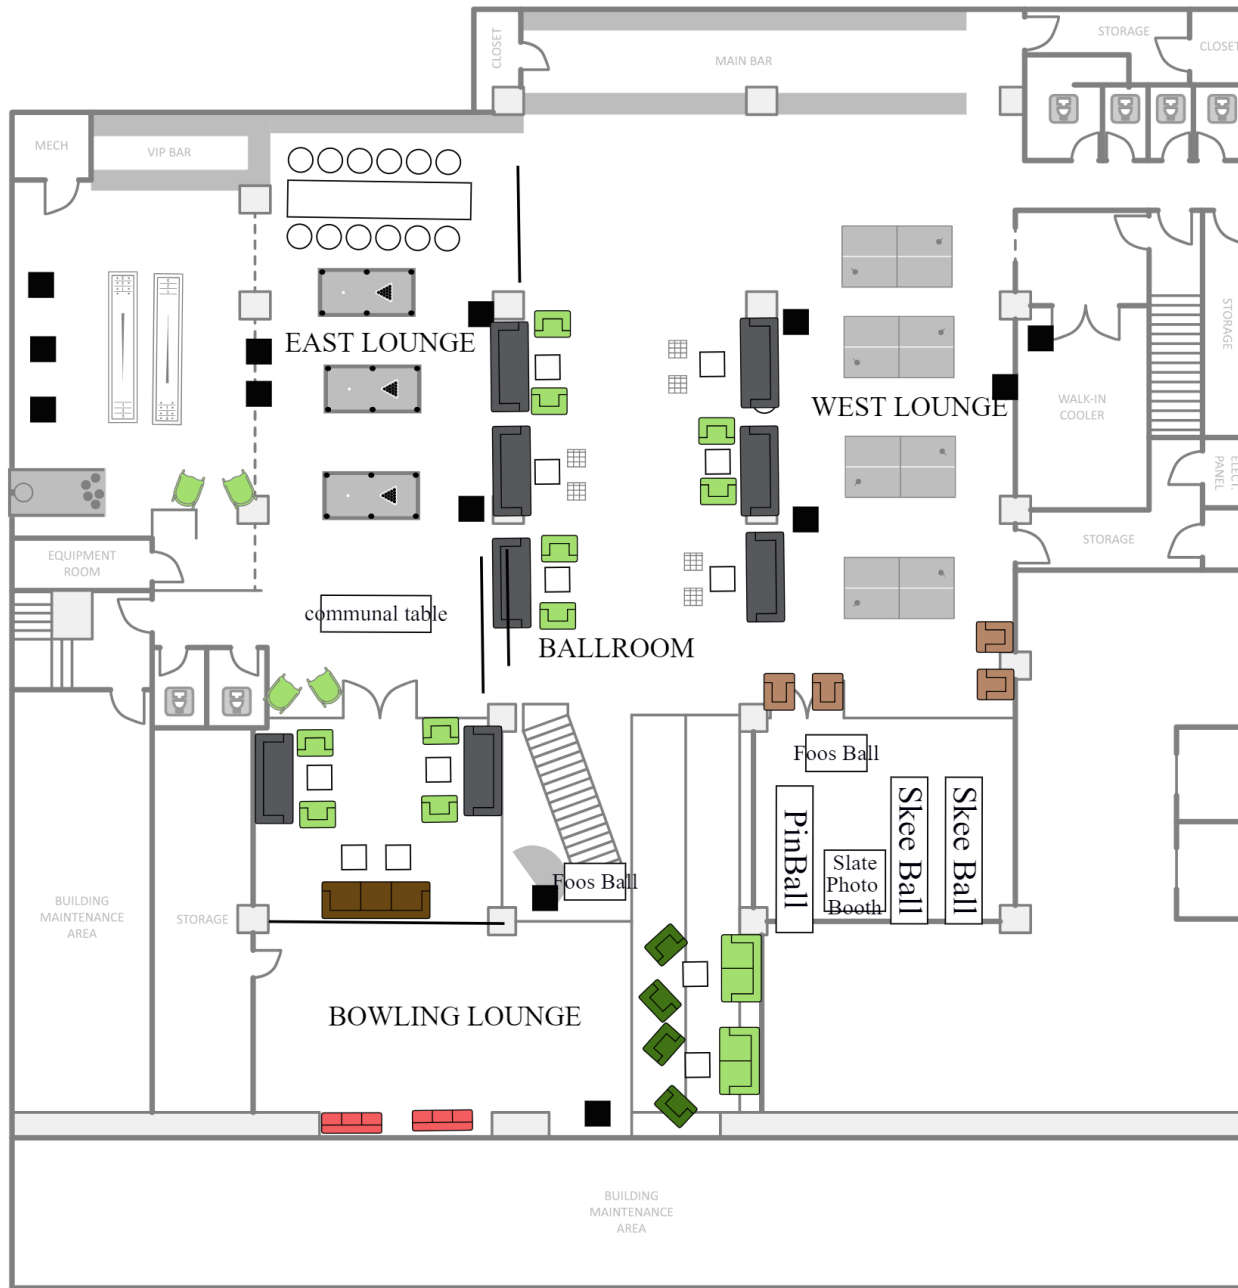 CLOSET
MAIN BAR
STORAGE
CLOSET
MECH
VIP BAR
EAST LOUNGE
WEST LOUNGE
WALK-IN
COOLER
STORAGE
ELECT.
PANEL
STORAGE
EQUIPMENT
ROOM
communal table
BALLROOM
Foos Ball
PinBall
Skee Ball
Skee Ball
Slate
Photo
Booth
Foos Ball
BUILDING
MAINTENANCE
AREA
STORAGE
BOWLING LOUNGE
BUILDING
MAINTENANCE
AREA